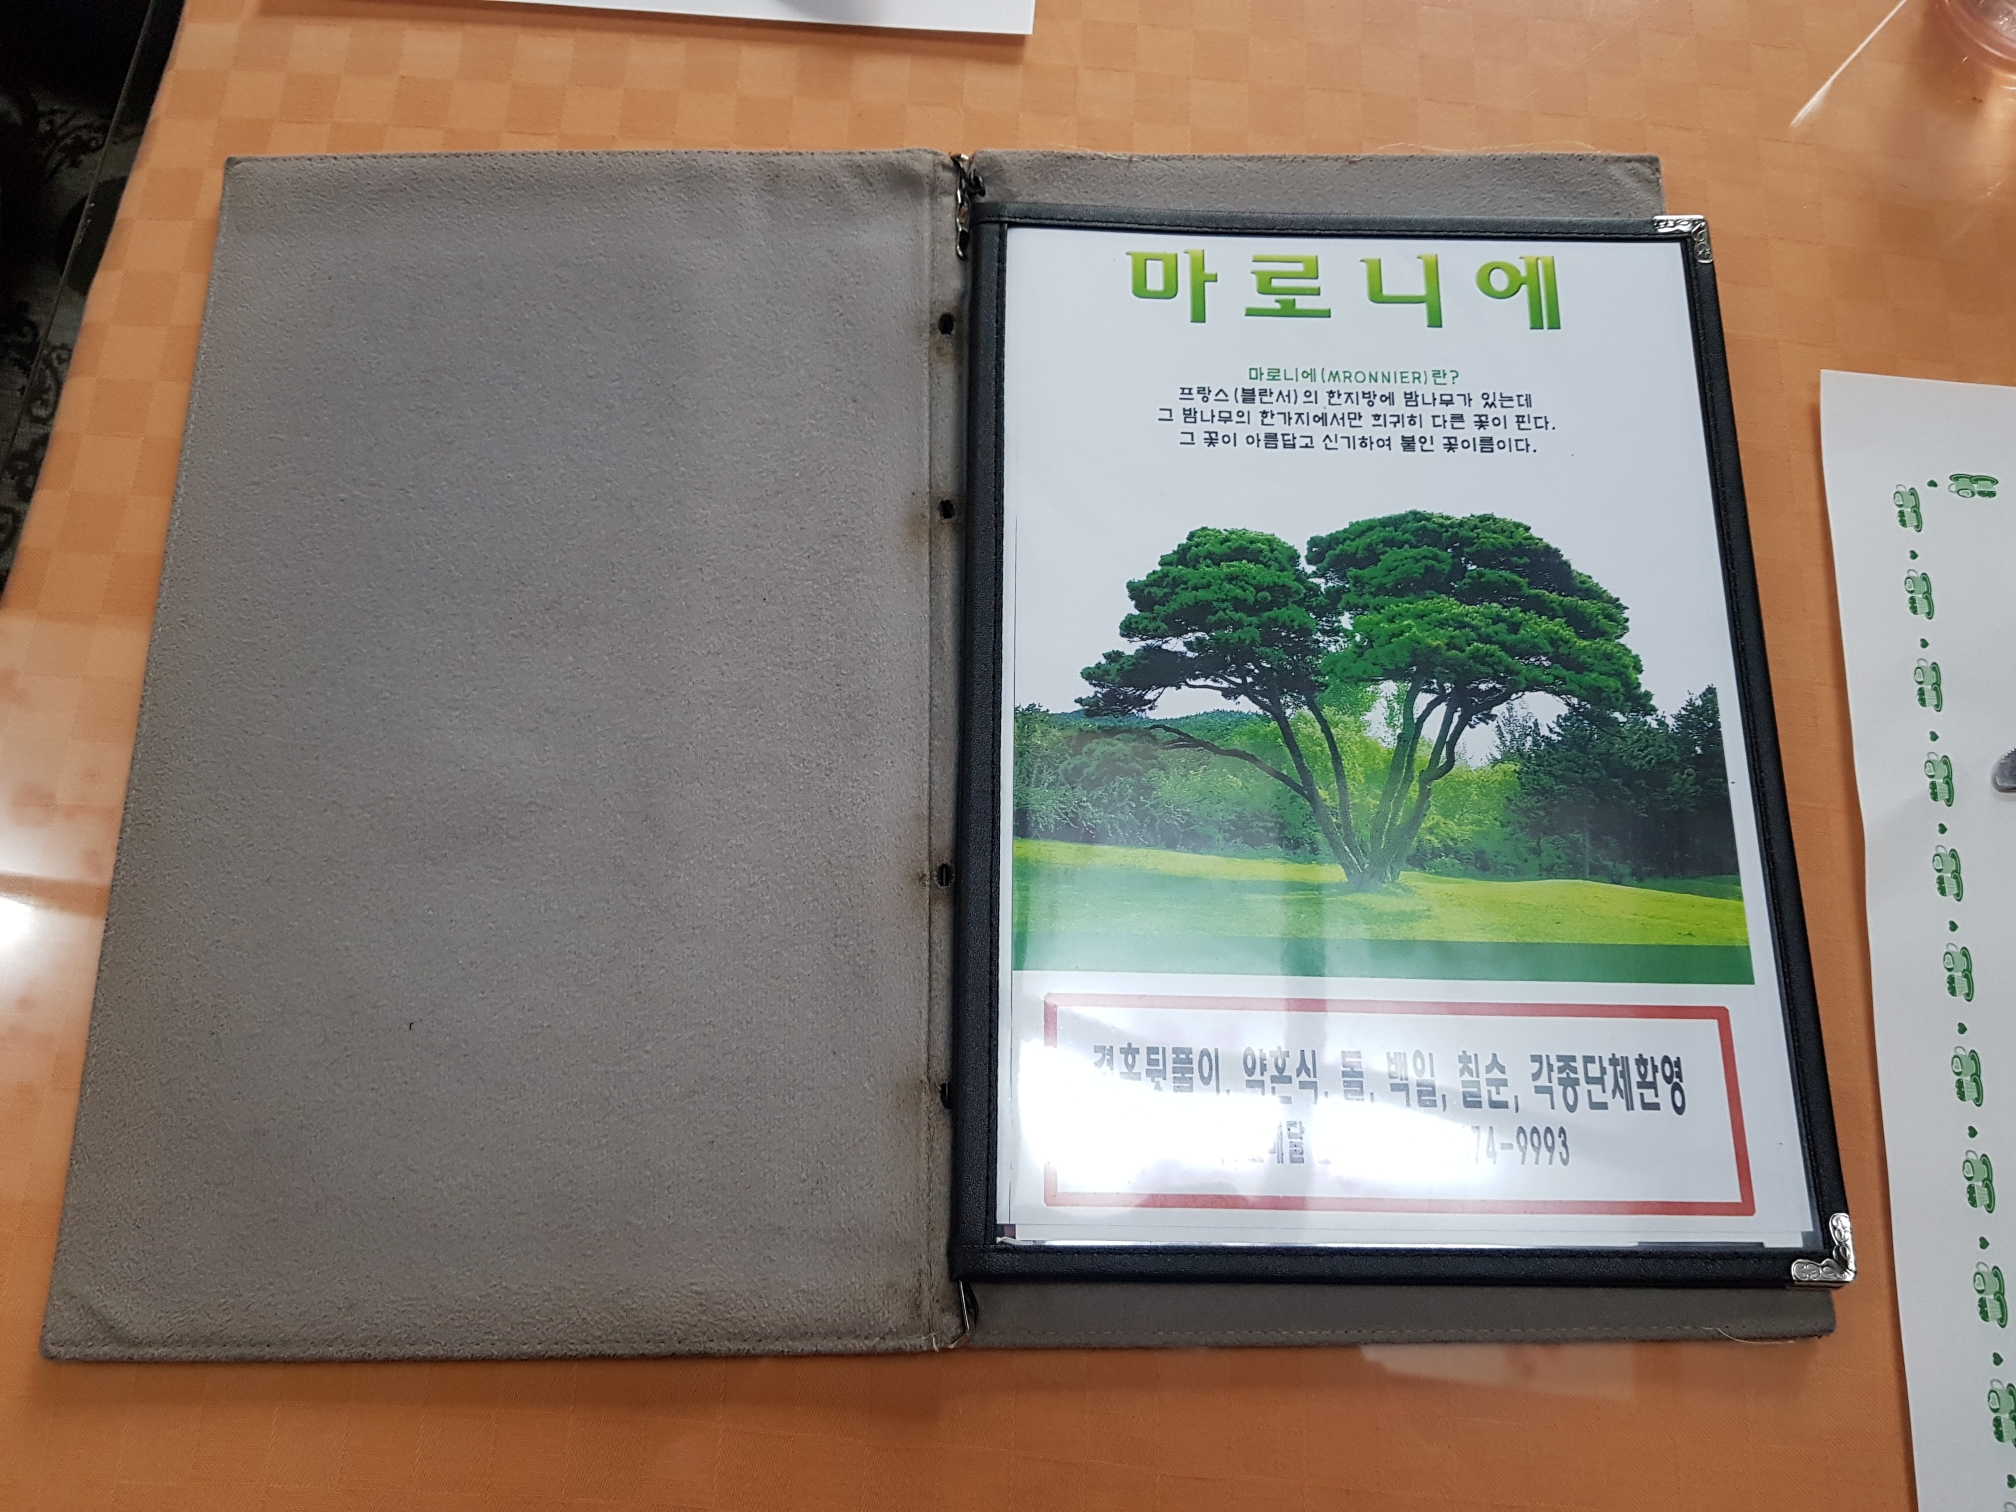 마로니에
마로니에(MRONNIER)란?
프랑스(블란서)의 한지방에 밤나무가 있는데
그 밤나무의 한가지에서만 희귀히 다른 꽃이 핀다.
그 꽃이 아름답고 신기하여 붙인 꽃이름이다.
결혼뒷풀이, 약혼식, 돌, 백일, 칠순, 각종단체환영
74-9993